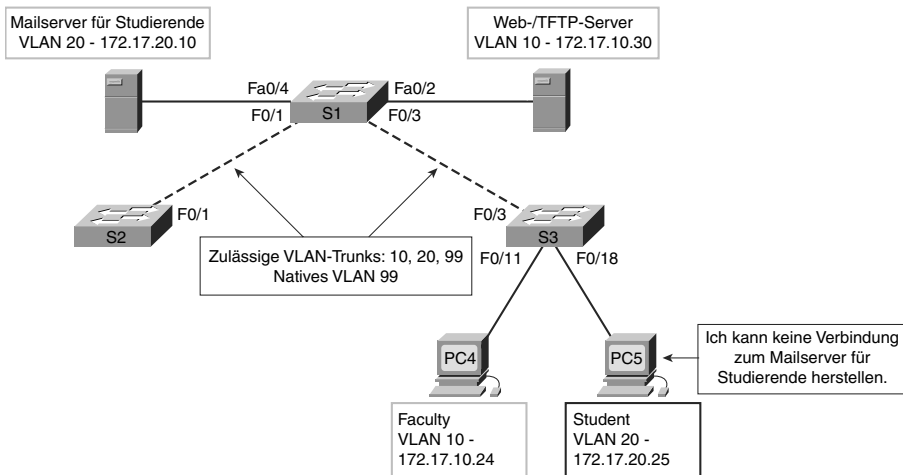 Mailserver für Studierende
VLAN 20 - 172.17.20.10
Web-/TFTP-Server
VLAN 10 - 172.17.10.30
Fa0/4
Fa0/2
F0/1
S1
F0/3
F0/1
S2
F0/3
S3
Zulässige VLAN-Trunks: 10, 20, 99
Natives VLAN 99
F0/11
F0/18
PC4
PC5
Ich kann keine Verbindung
zum Mailserver für
Studierende herstellen.
Faculty
VLAN 10 -
172.17.10.24
Student
VLAN 20 -
172.17.20.25